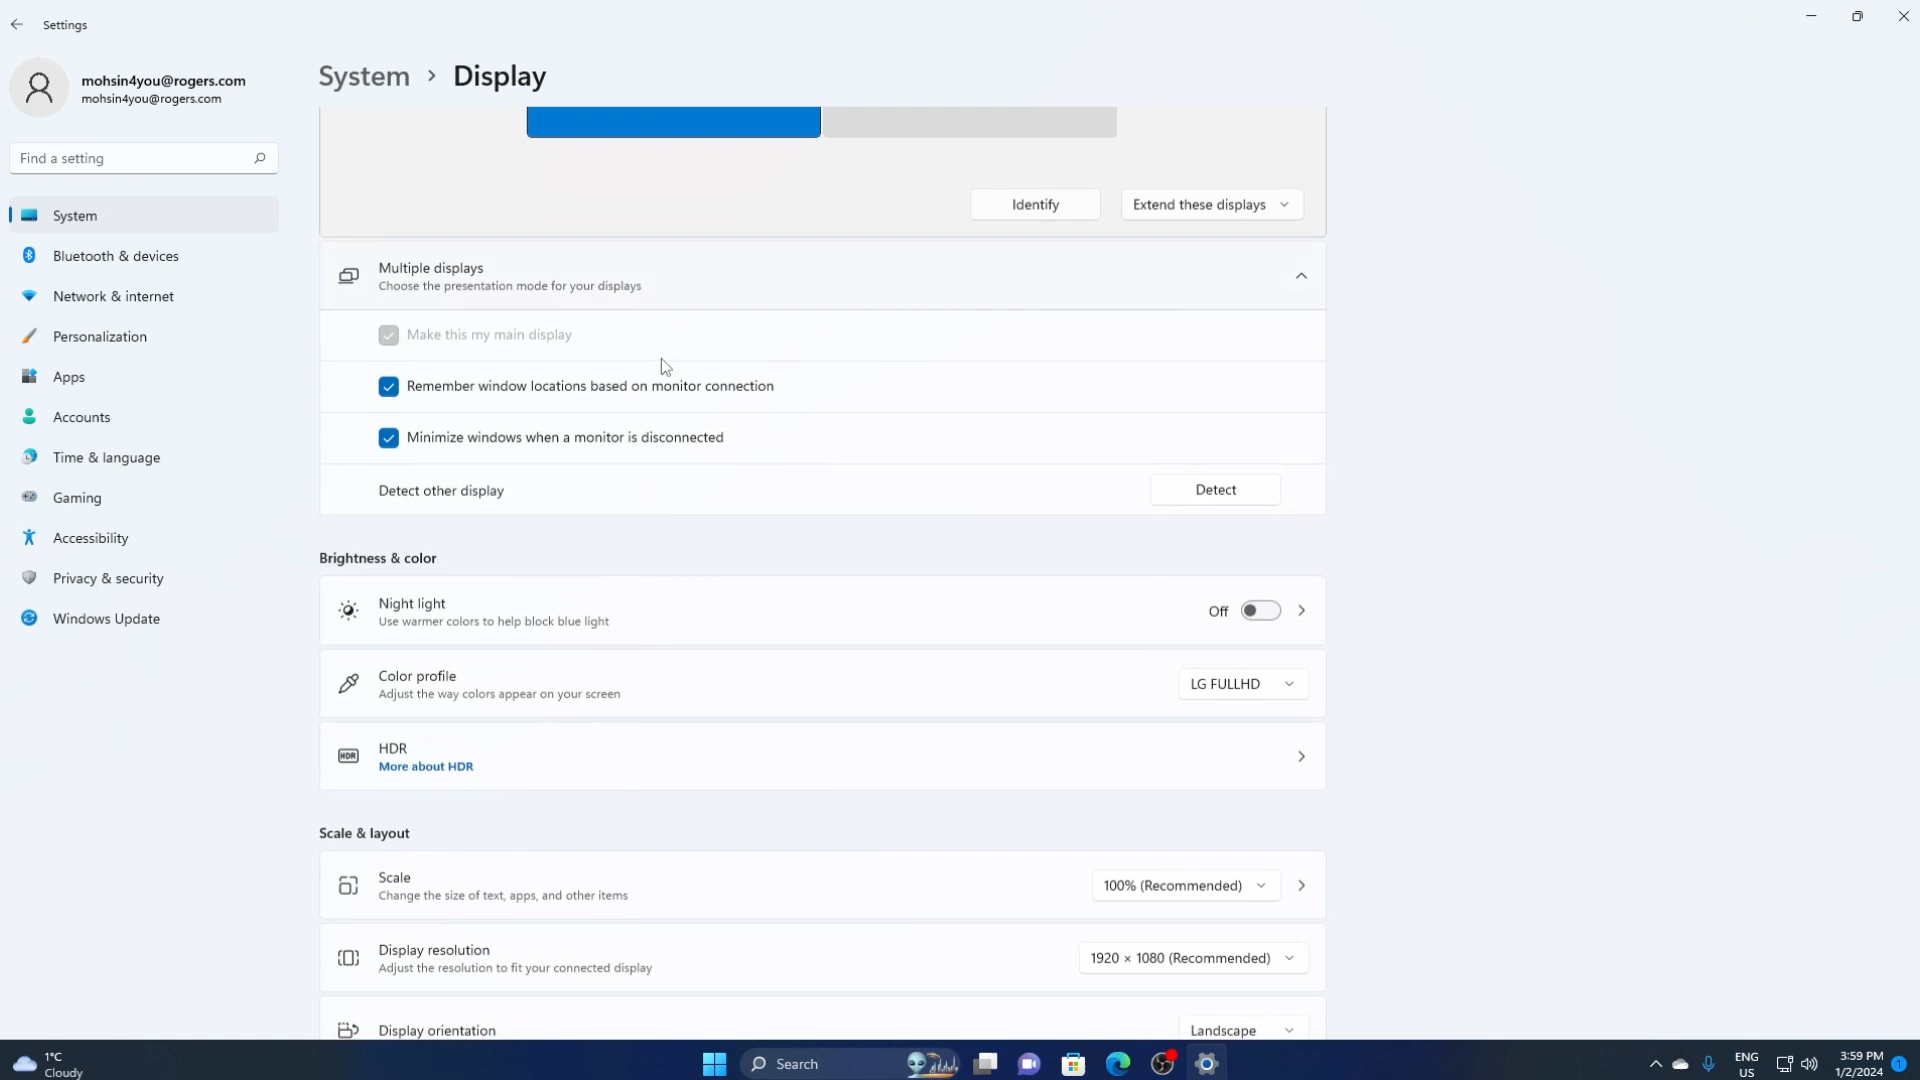 Settings
mohsin4you@rogers.com
mohsin4you@rogers.com
Find a setting
System
Bluetooth & devices
Network & internet
Personalization
Apps
Accounts
Time & language
Gaming
Accessibility
Privacy & security
Windows Update
System › Display
Identify
Extend these displays
Multiple displays
Choose the presentation mode for your displays
Make this my main display
Remember window locations based on monitor connection
Minimize windows when a monitor is disconnected
Detect other display
Detect
Brightness & color
Night light
Use warmer colors to help block blue light
Off
Color profile
Adjust the way colors appear on your screen
LG FULLHD
HDR
HDR
More about HDR
Scale & layout
Scale
Change the size of text, apps, and other items
100% (Recommended)
Display resolution
Adjust the resolution to fit your connected display
1920 × 1080 (Recommended)
Display orientation
Landscape
1°C
Cloudy
Search
ENG
US
3:59 PM
1/2/2024
1